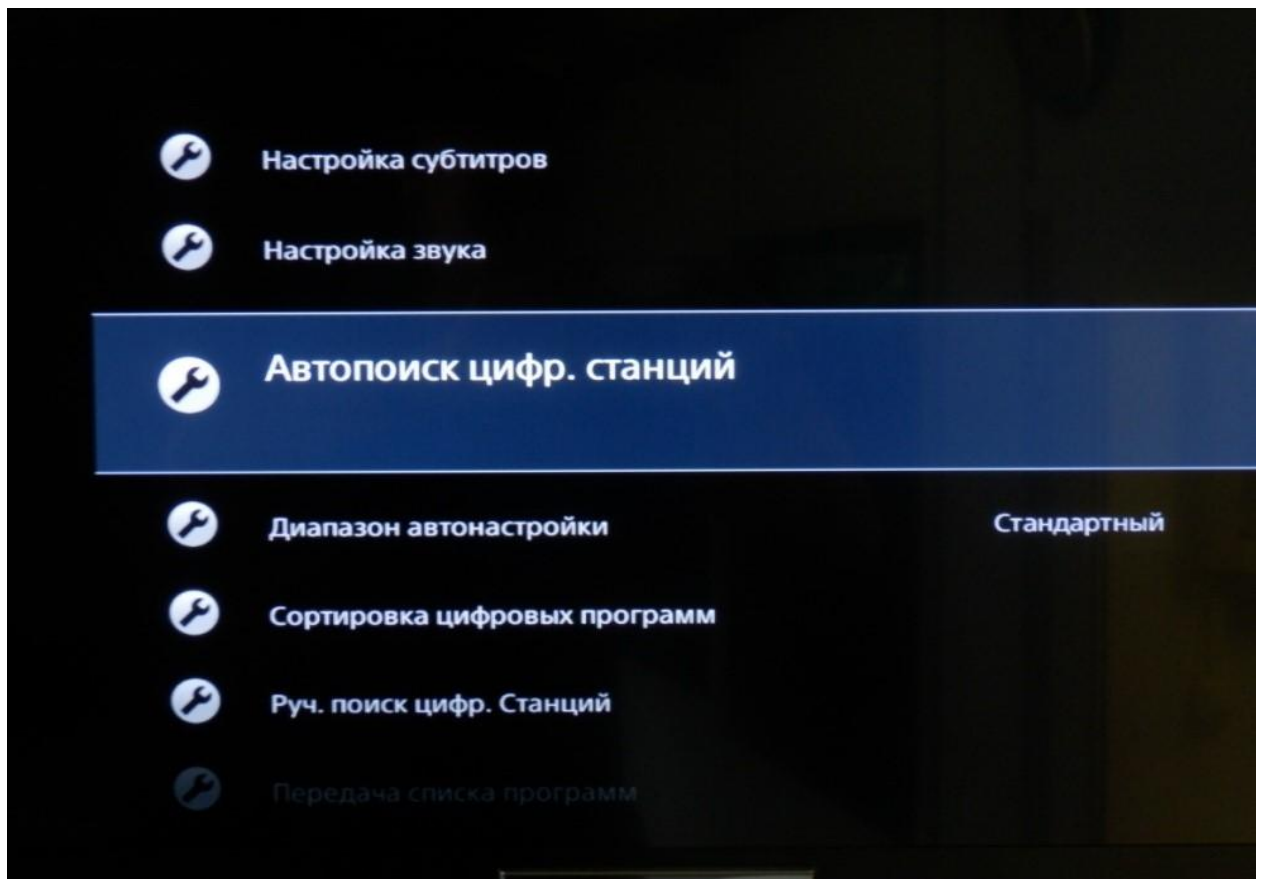 Настройка субтитров
Настройка звука
Автопоиск цифр. станций
Диапазон автонастройки Стандартный
Сортировка цифровых программ
Руч. поиск цифр. Станций
Передача списка программ